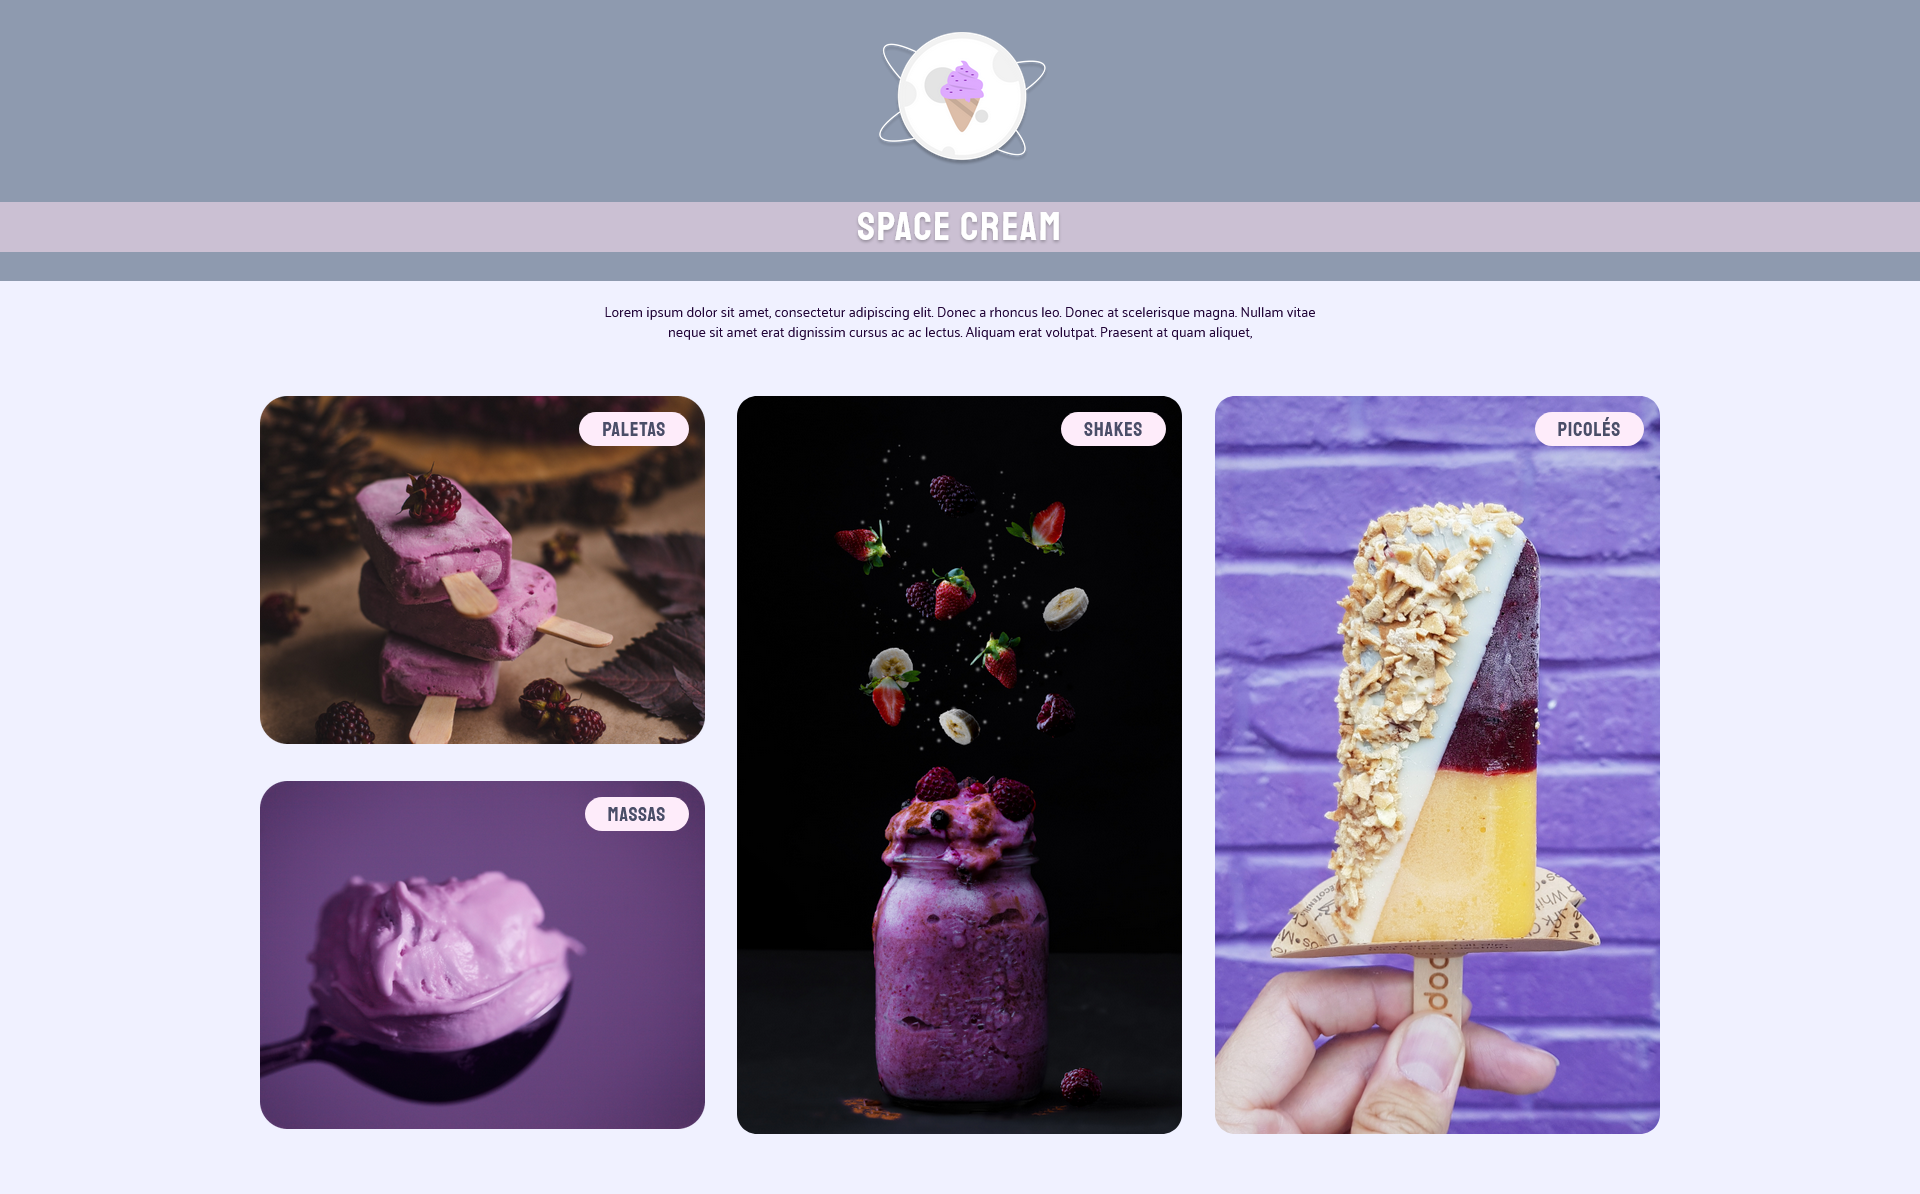 SPACE CREAM
Lorem ipsum dolor sit amet, consectetur adipiscing elit. Donec a rhoncus leo. Donec at scelerisque magna. Nullam vitae
neque sit amet erat dignissim cursus ac ac lectus. Aliquam erat volutpat. Praesent at quam aliquet,
PALETAS
SHAKES
PICOLÉS
MASSAS